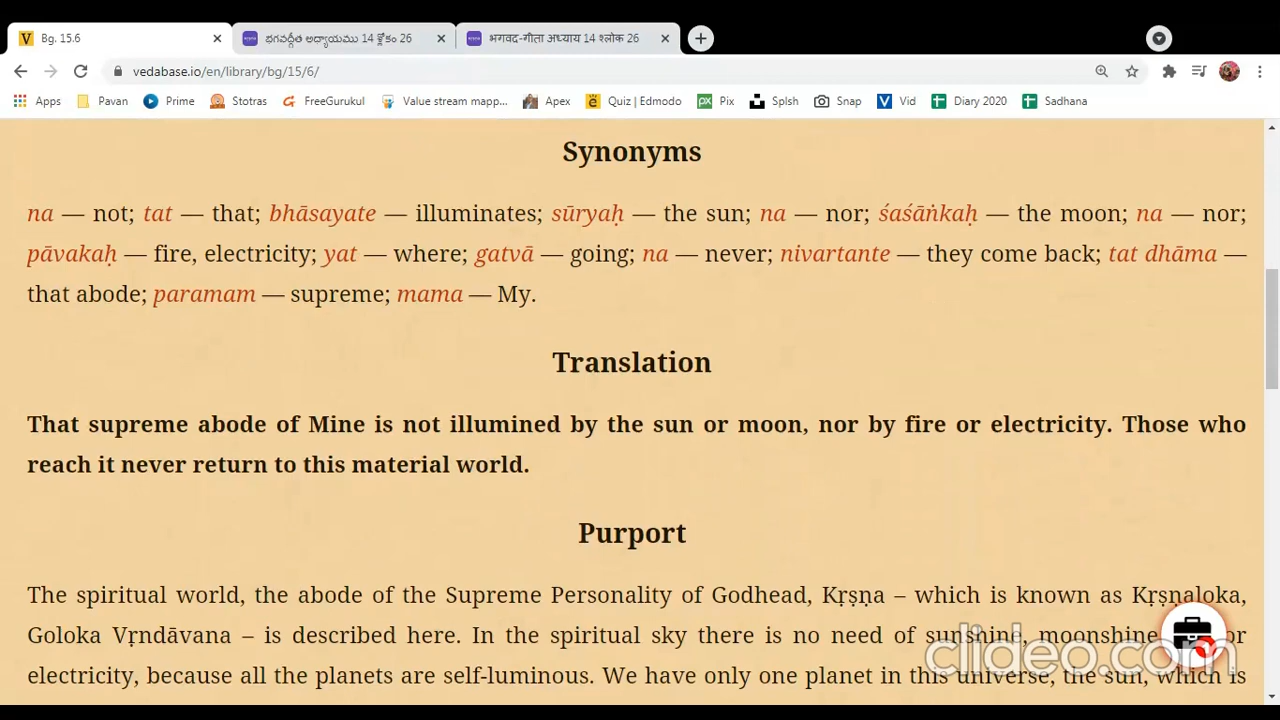 Bg. 15.6
భగవద్గీత అధ్యాయము 14 శ్లోకం 26
भगवद-गीता अध्याय 14 श्लोक 26
vedabase.io/en/library/bg/15/6/
Apps Pavan Prime Stotras FreeGurukul Value stream mapp... Apex Quiz | Edmodo Pix Splsh Snap Vid Diary 2020 Sadhana
Synonyms
na — not; tat — that; bhāsayate — illuminates; sūryaḥ — the sun; na — nor; śaśāṅkaḥ — the moon; na — nor;
pāvakaḥ — fire, electricity; yat — where; gatvā — going; na — never; nivartante — they come back; tat dhāma —
that abode; paramam — supreme; mama — My.
Translation
That supreme abode of Mine is not illumined by the sun or moon, nor by fire or electricity. Those who
reach it never return to this material world.
Purport
The spiritual world, the abode of the Supreme Personality of Godhead, Kṛṣṇa – which is known as Kṛṣṇaloka,
Goloka Vṛndāvana – is described here. In the spiritual sky there is no need of sunshine, moonshine or
electricity, because all the planets are self-luminous. We have only one planet in this universe, the sun, which is
clideo.com